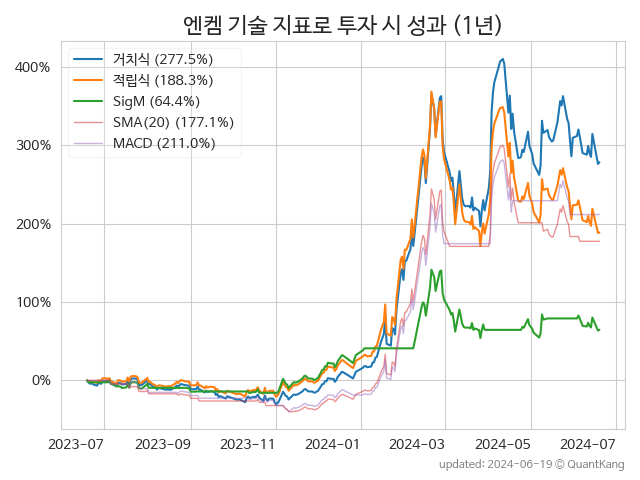 엔켐 기술 지표로 투자 시 성과 (1년)
거치식 (277.5%)
적립식 (188.3%)
SigM (64.4%)
SMA(20) (177.1%)
MACD (211.0%)
400%
300%
200%
100%
0%
2023-07 2023-09 2023-11 2024-01 2024-03 2024-05 2024-07
updated: 2024-06-19 © QuantKang